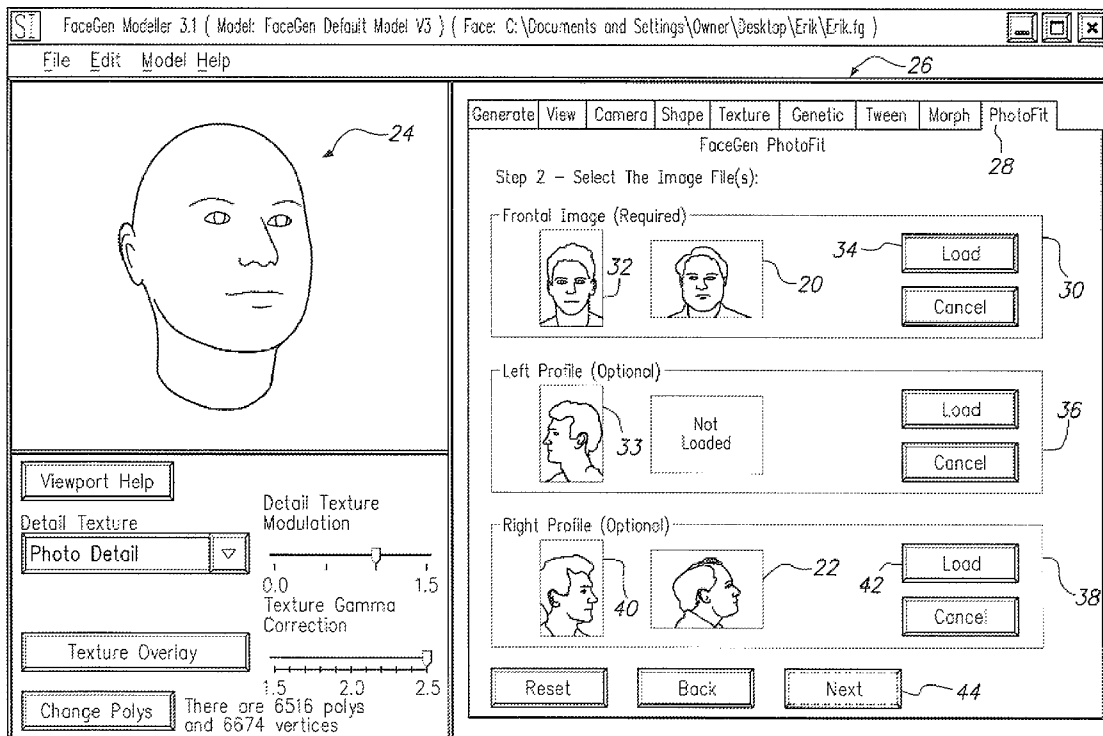 SI FaceGen Modeller 3.1 ( Model: FaceGen Default Model V3 ) ( Face: C:\Documents and Settings\Owner\Desktop\Erik\Erik.fg )
File Edit Model Help
26
24
Generate View Camera Shape Texture Genetic Tween Morph PhotoFit
FaceGen PhotoFit
28
Step 2 – Select The Image File(s):
Frontal Image (Required)
32
20
34
Load
Cancel
30
Left Profile (Optional)
33
Not
Loaded
Load
Cancel
36
Right Profile (Optional)
40
22
42
Load
Cancel
38
Reset Back Next 44
Viewport Help
Detail Texture
Photo Detail
Detail Texture
Modulation
0.0 1.5
Texture Gamma
Correction
1.5 2.0 2.5
Texture Overlay
Change Polys
There are 6516 polys
and 6674 vertices